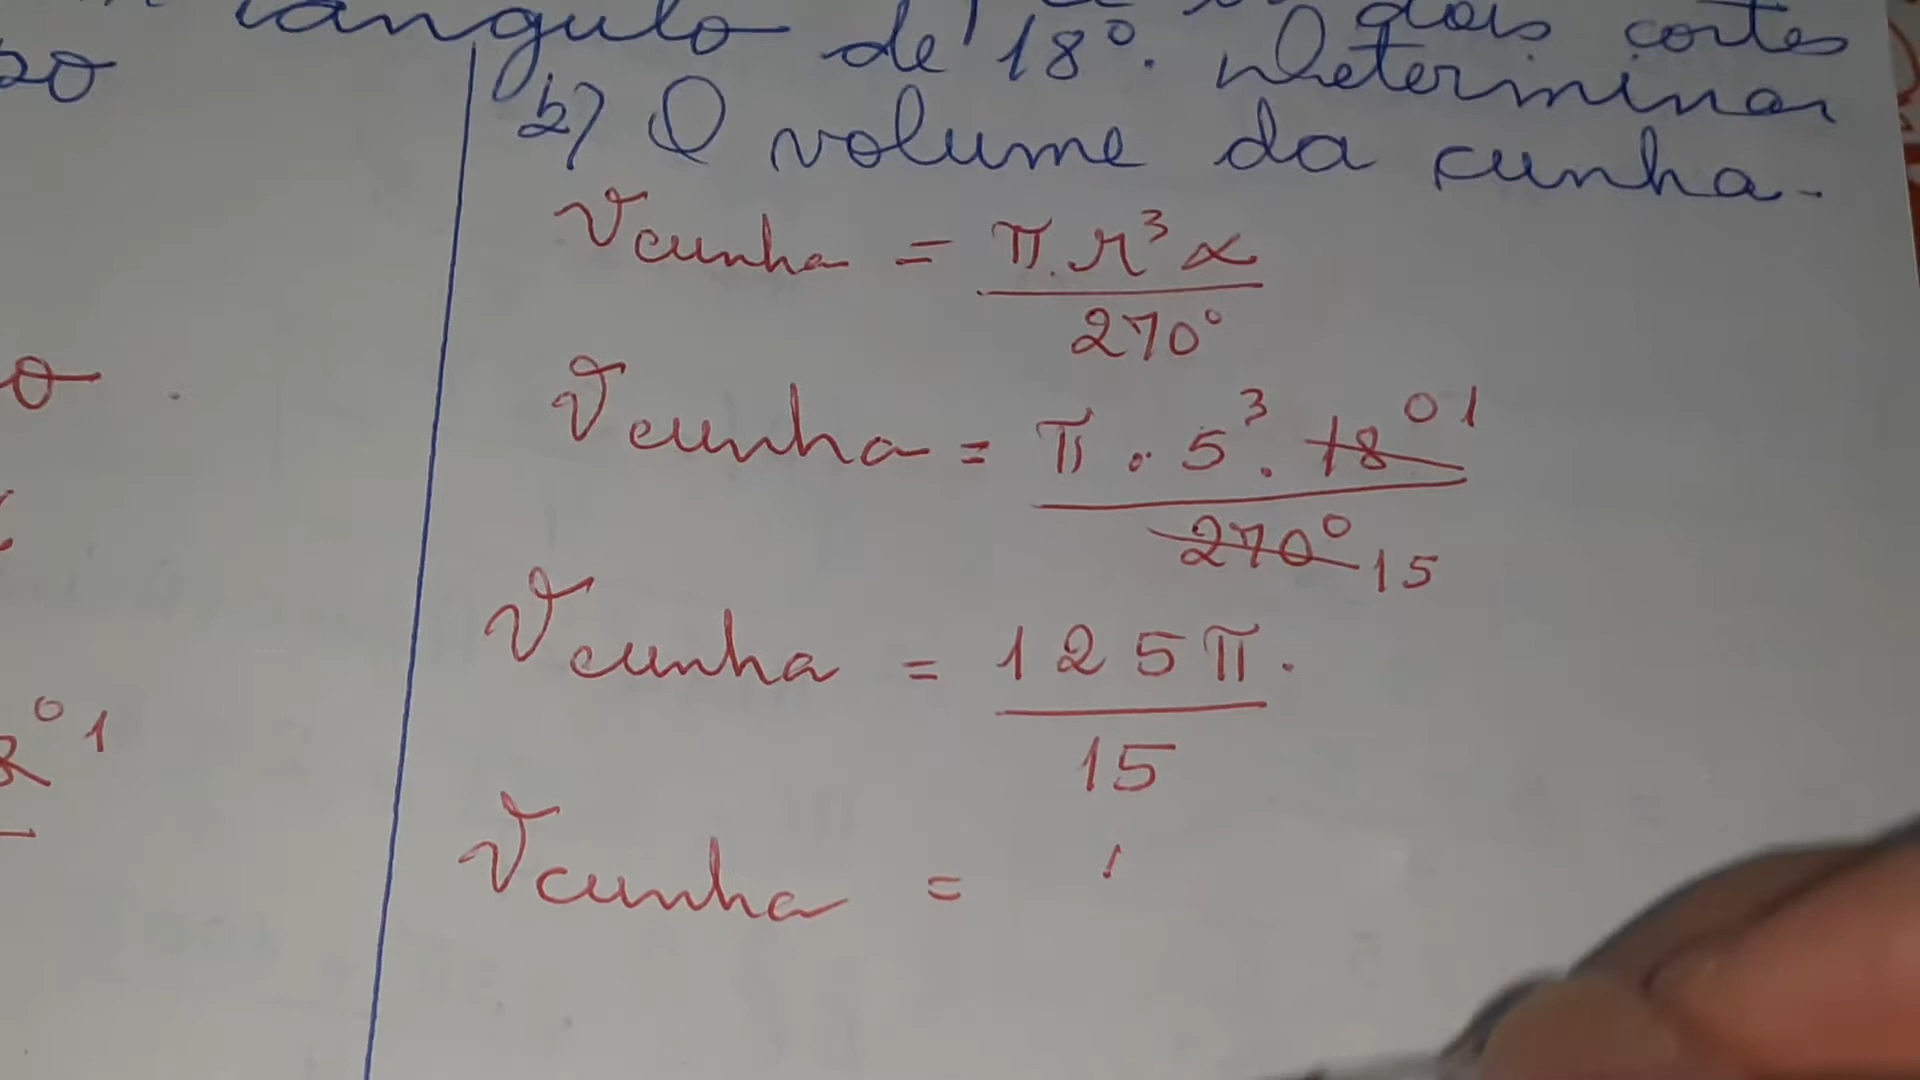 ângulo de 18°. Determinar
dois cortes
b) O volume da cunha.
Vcunha = π.r³α
270°
Vcunha = π . 5³ . 18° 1
270° 15
Vcunha = 125π.
15
Vcunha =